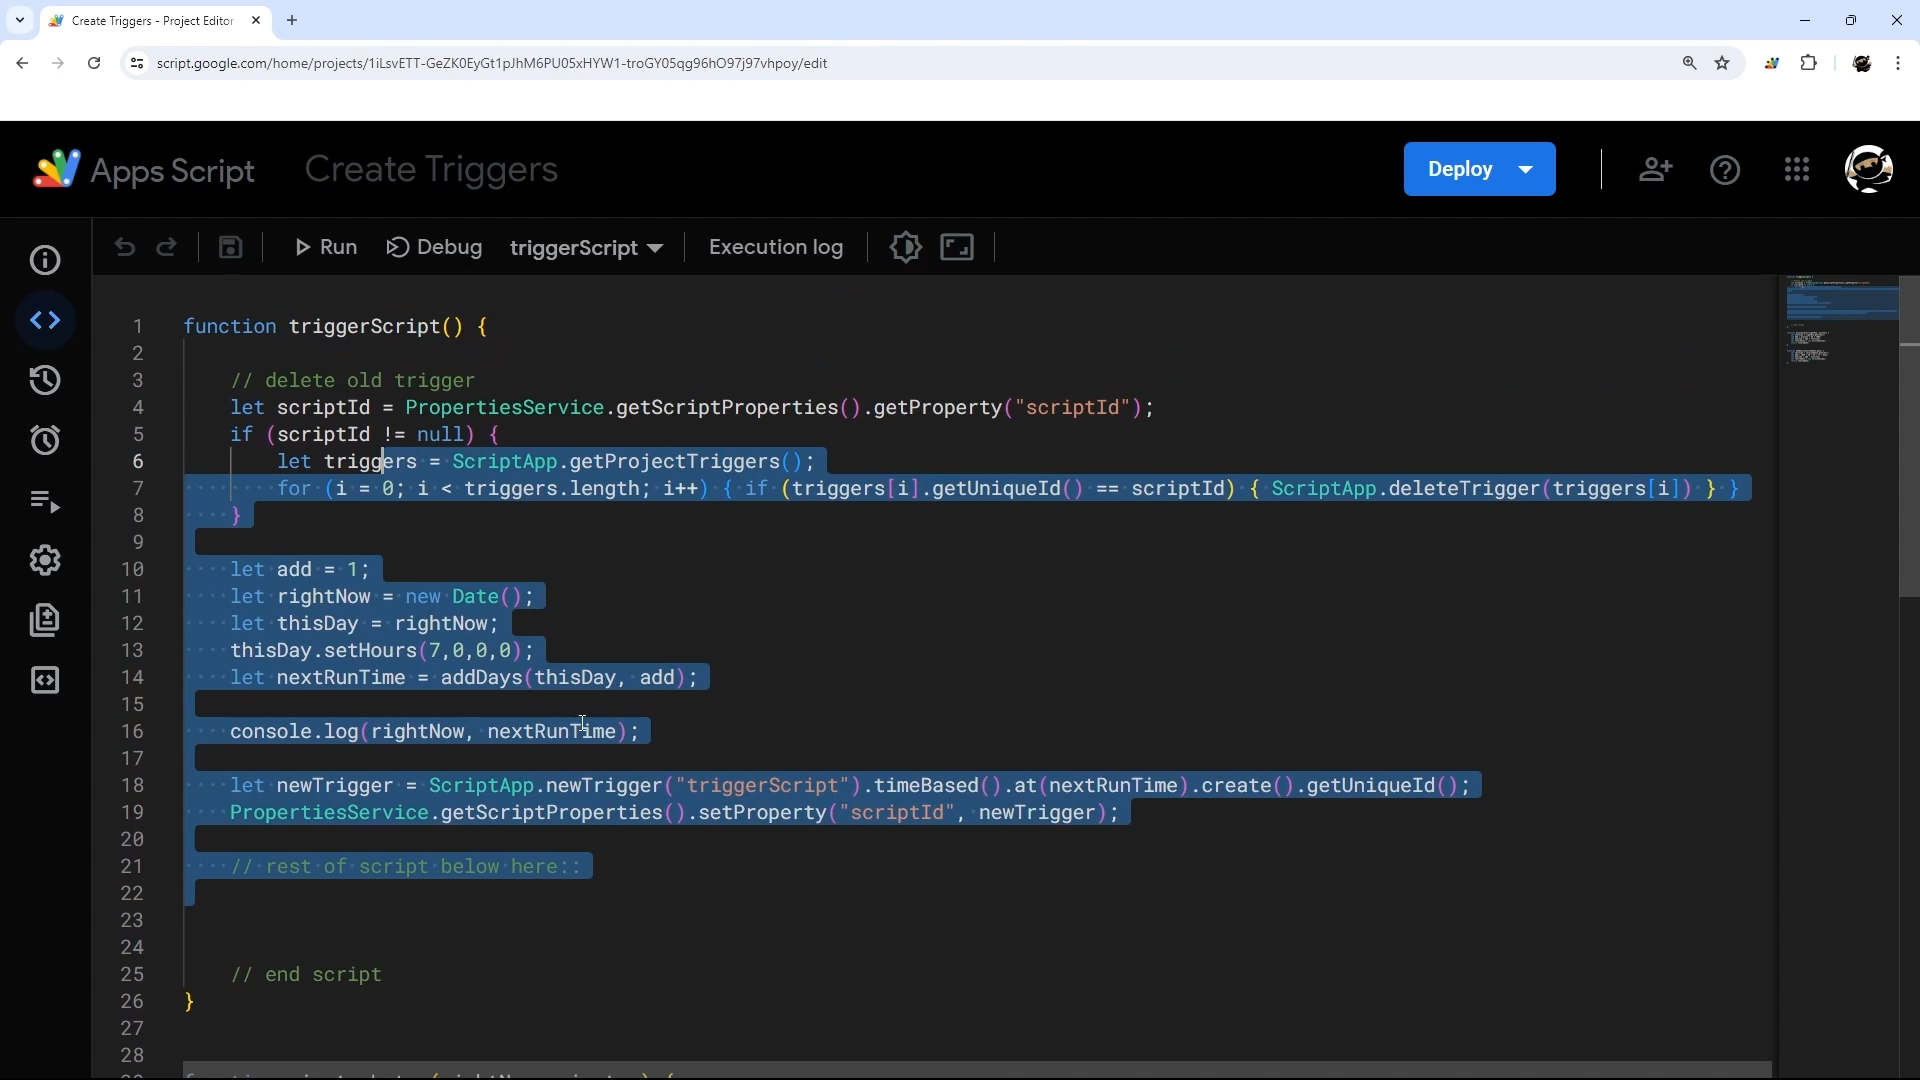 Create Triggers - Project Editor
script.google.com/home/projects/1iLsvETT-GeZK0EyGt1pJhM6PU05xHYW1-troGY05qg96hO97j97vhpoy/edit
Apps Script Create Triggers Deploy
Run Debug triggerScript Execution log
1 function triggerScript() {
2
3 // delete old trigger
4 let scriptId = PropertiesService.getScriptProperties().getProperty("scriptId");
5 if (scriptId != null) {
6 let triggers = ScriptApp.getProjectTriggers();
7 for (i = 0; i < triggers.length; i++) { if (triggers[i].getUniqueId() == scriptId) { ScriptApp.deleteTrigger(triggers[i]) } }
8 }
9
10 let add = 1;
11 let rightNow = new Date();
12 let thisDay = rightNow;
13 thisDay.setHours(7,0,0,0);
14 let nextRunTime = addDays(thisDay, add);
15
16 console.log(rightNow, nextRunTime);
17
18 let newTrigger = ScriptApp.newTrigger("triggerScript").timeBased().at(nextRunTime).create().getUniqueId();
19 PropertiesService.getScriptProperties().setProperty("scriptId", newTrigger);
20
21 // rest of script below here::
22
23
24
25 // end script
26 }
27
28